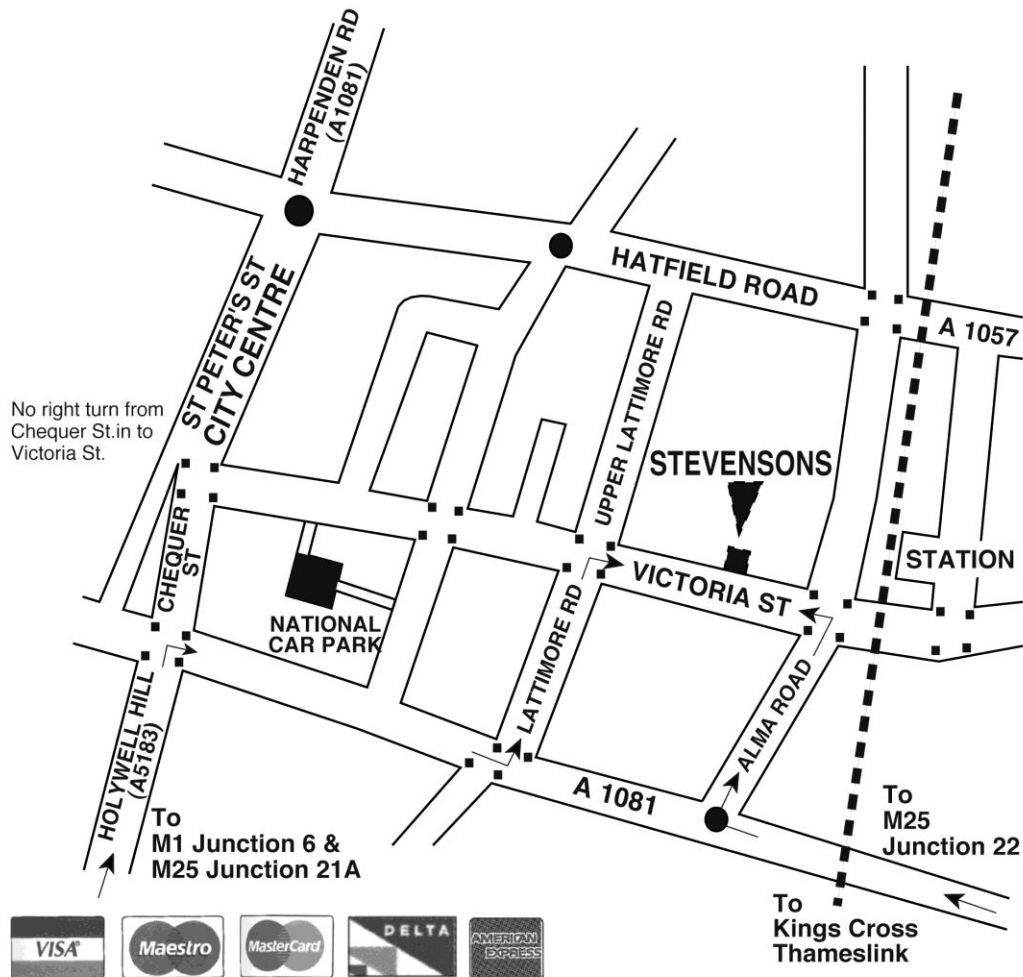 HARPENDEN RD
(A1081)
HATFIELD ROAD
A 1057
ST PETER'S ST
CITY CENTRE
UPPER LATTIMORE RD
No right turn from
Chequer St.in to
Victoria St.
STEVENSONS
CHEQUER
ST
STATION
VICTORIA ST
NATIONAL
CAR PARK
LATTIMORE RD
ALMA ROAD
HOLYWELL HILL
(A5183)
A 1081
To
M1 Junction 6 &
M25 Junction 21A
To
M25
Junction 22
To
Kings Cross
Thameslink
VISA
Maestro
MasterCard
DELTA
AMERICAN
EXPRESS